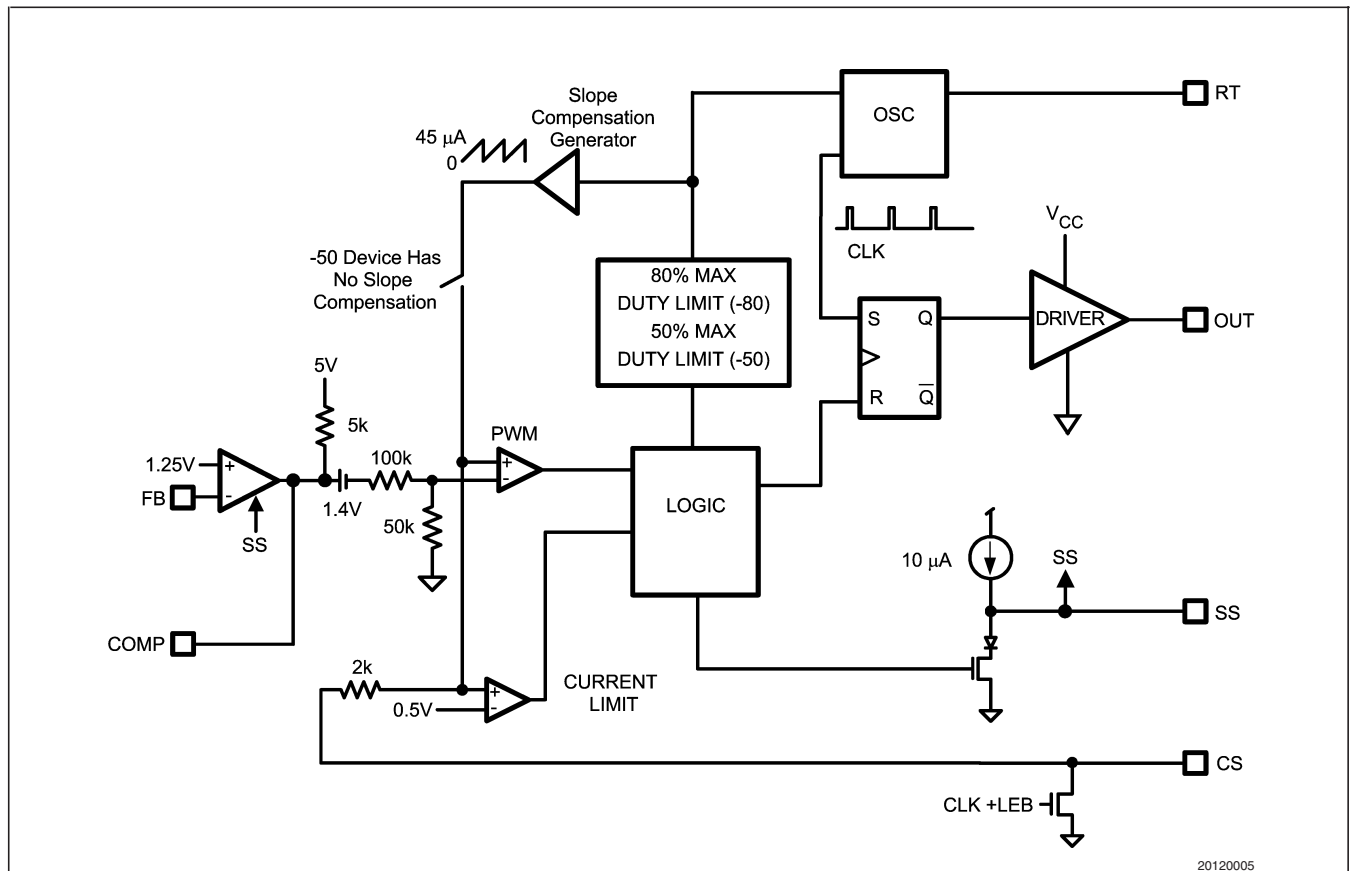 RT
OSC
Slope
Compensation
Generator
45 μA
0
CLK
VCC
-50 Device Has
No Slope
Compensation
80% MAX
DUTY LIMIT (-80)
50% MAX
DUTY LIMIT (-50)
S Q
R Q̅
DRIVER
OUT
5V
5k
PWM
+
-
100k
1.25V
+
FB
-
1.4V
50k
SS
LOGIC
10 μA
SS
SS
COMP
2k
+
0.5V
-
CURRENT
LIMIT
CS
CLK +LEB
20120005